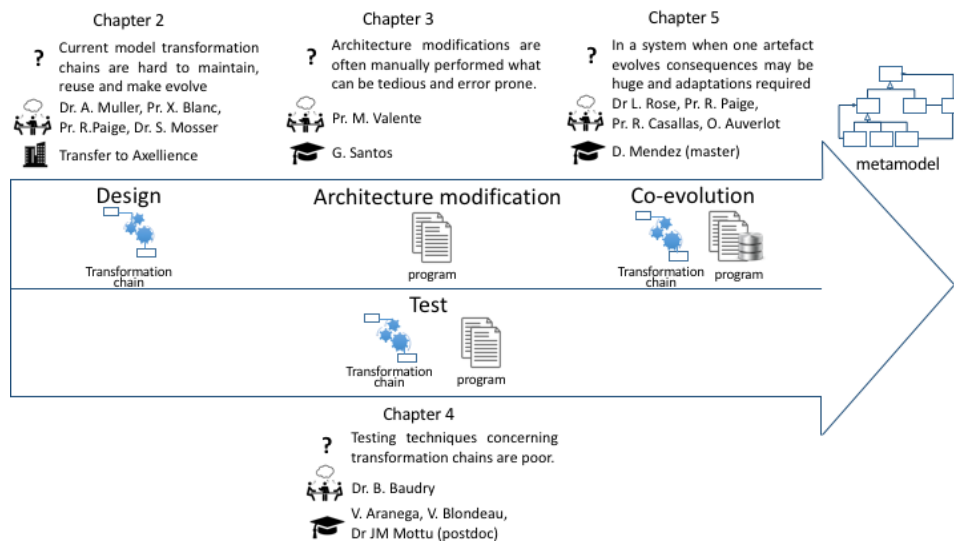 Chapter 2
?
Current model transformation
chains are hard to maintain,
reuse and make evolve
Dr. A. Muller, Pr. X. Blanc,
Pr. R.Paige, Dr. S. Mosser
Transfer to Axellience
Chapter 3
?
Architecture modifications are
often manually performed what
can be tedious and error prone.
Pr. M. Valente
G. Santos
Chapter 5
?
In a system when one artefact
evolves consequences may be
huge and adaptations required
Dr L. Rose, Pr. R. Paige,
Pr. R. Casallas, O. Auverlot
D. Mendez (master)
metamodel
Design
Transformation
chain
Architecture modification
program
Co-evolution
Transformation
chain
program
Test
Transformation
chain
program
Chapter 4
?
Testing techniques concerning
transformation chains are poor.
Dr. B. Baudry
V. Aranega, V. Blondeau,
Dr JM Mottu (postdoc)